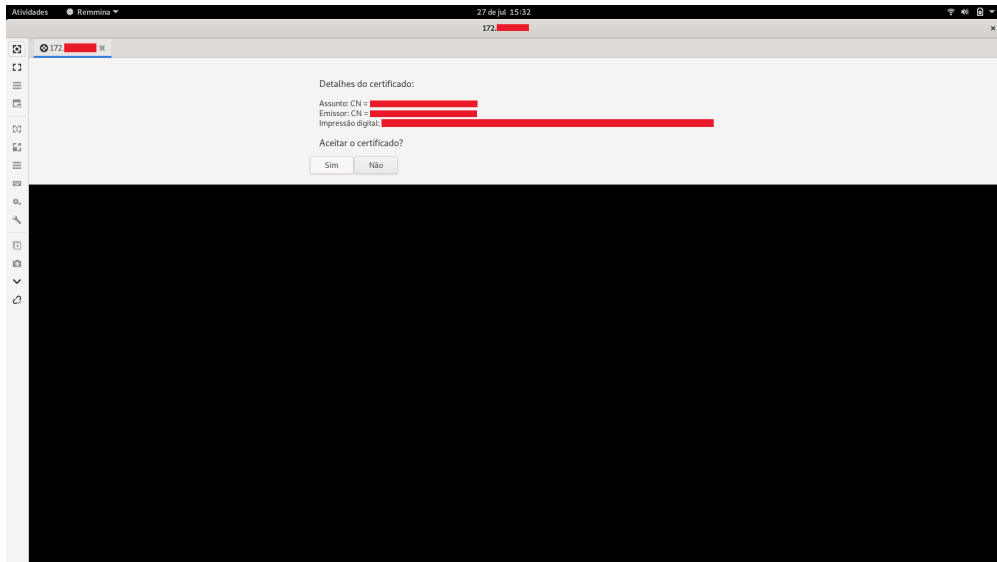 Atividades Remmina 27 de jul 15:32
172.
172.
Detalhes do certificado:
Assunto: CN =
Emissor: CN =
Impressão digital:
Aceitar o certificado?
Sim Não